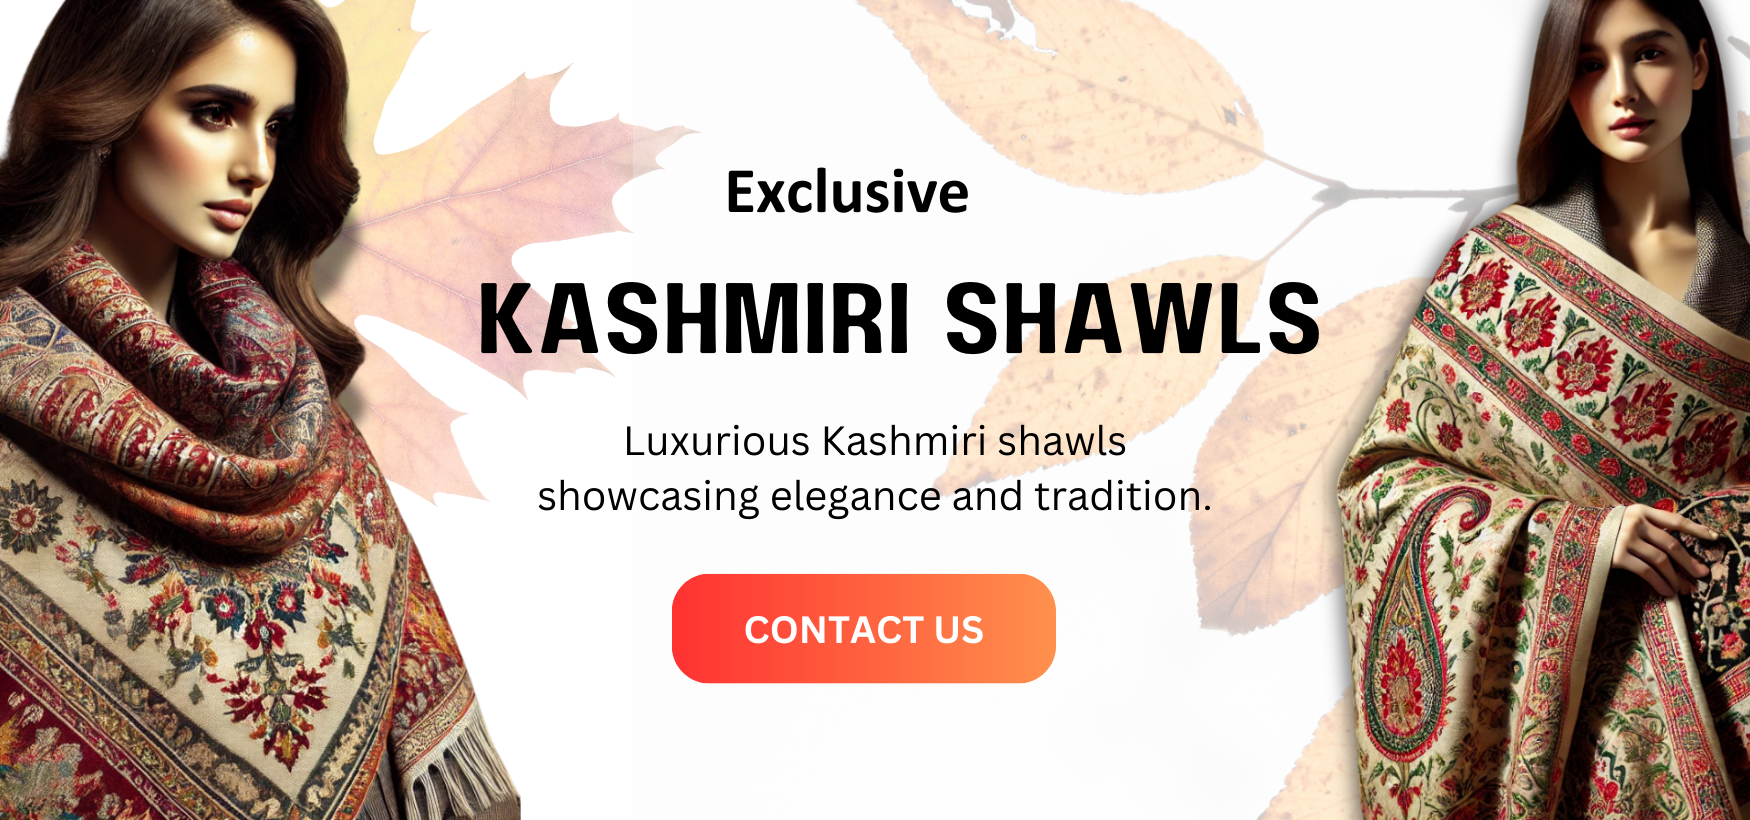 Exclusive
KASHMIRI SHAWLS
Luxurious Kashmiri shawls
showcasing elegance and tradition.
CONTACT US